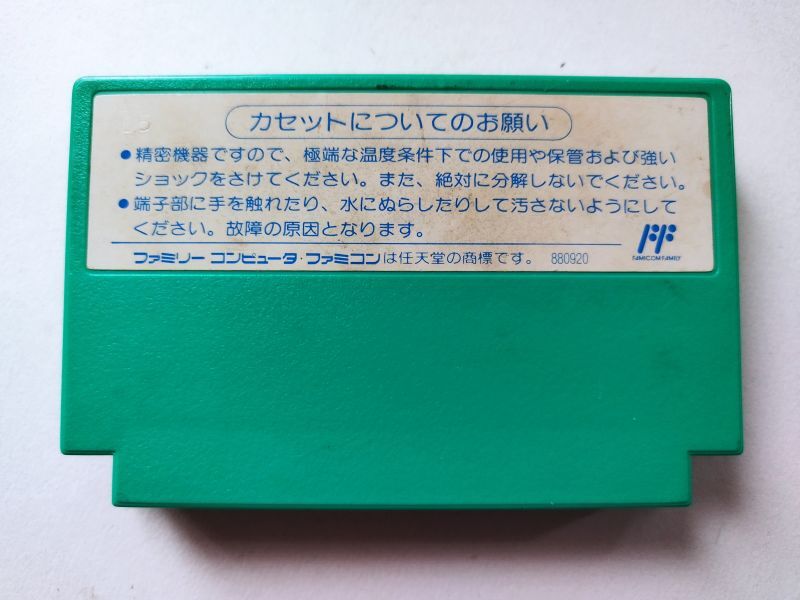 カセットについてのお願い
●精密機器ですので、極端な温度条件下での使用や保管および強い
ショックをさけてください。また、絶対に分解しないでください。
●端子部に手を触れたり、水にぬらしたりして汚さないようにして
ください。故障の原因となります。
ファミリーコンピュータ・ファミコンは任天堂の商標です。 880920
FAMICOM FAMILY